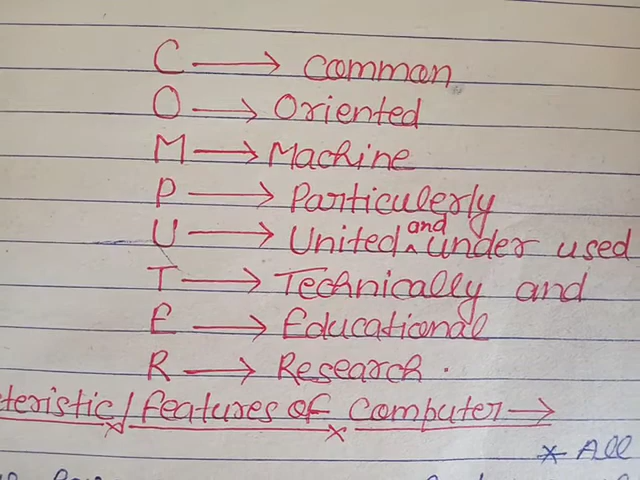 C → Common
O → Oriented
M → Machine
P → Particulerly
U → United and under used
T → Technically and
E → Educational
R → Research.
teristic/features of computer →
* All